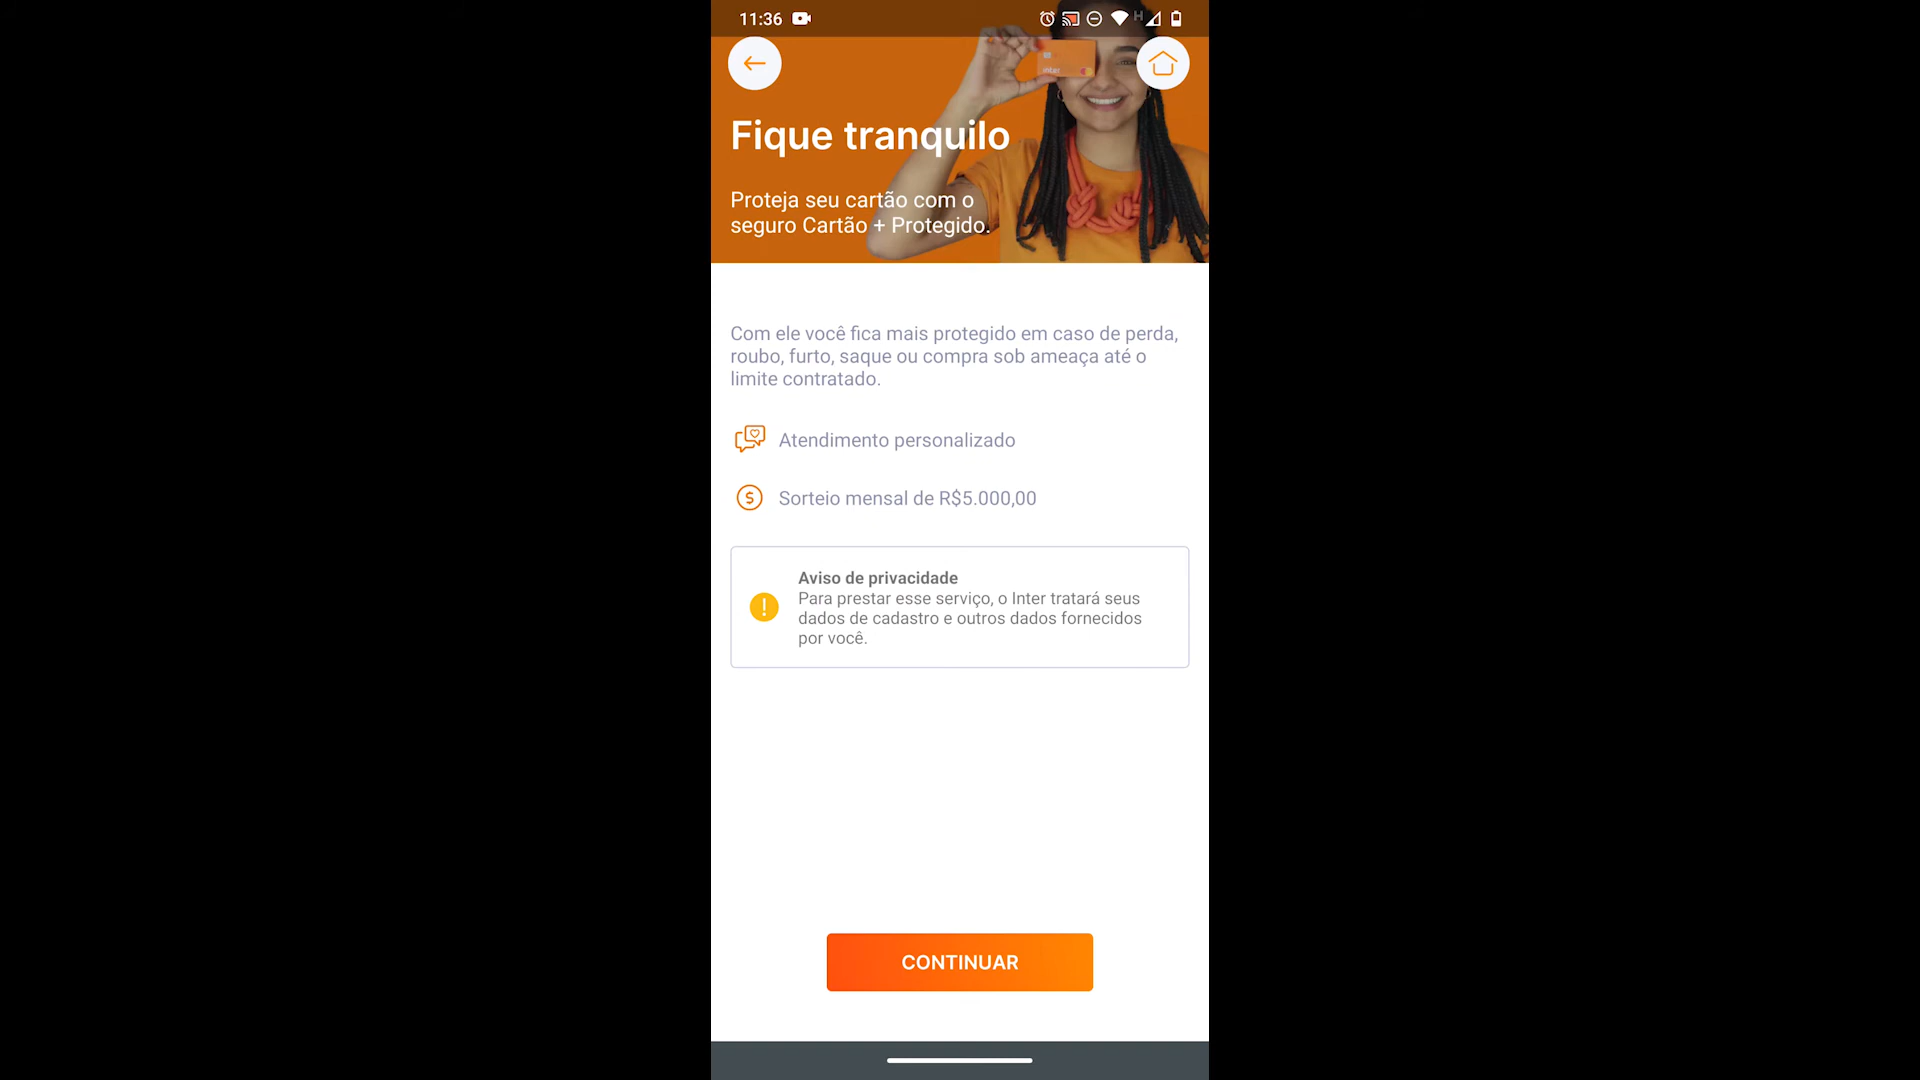 11:36
H
inter
Fique tranquilo
Proteja seu cartão com o
seguro Cartão + Protegido.
Com ele você fica mais protegido em caso de perda,
roubo, furto, saque ou compra sob ameaça até o
limite contratado.
Atendimento personalizado
Sorteio mensal de R$5.000,00
Aviso de privacidade
Para prestar esse serviço, o Inter tratará seus
dados de cadastro e outros dados fornecidos
por você.
CONTINUAR